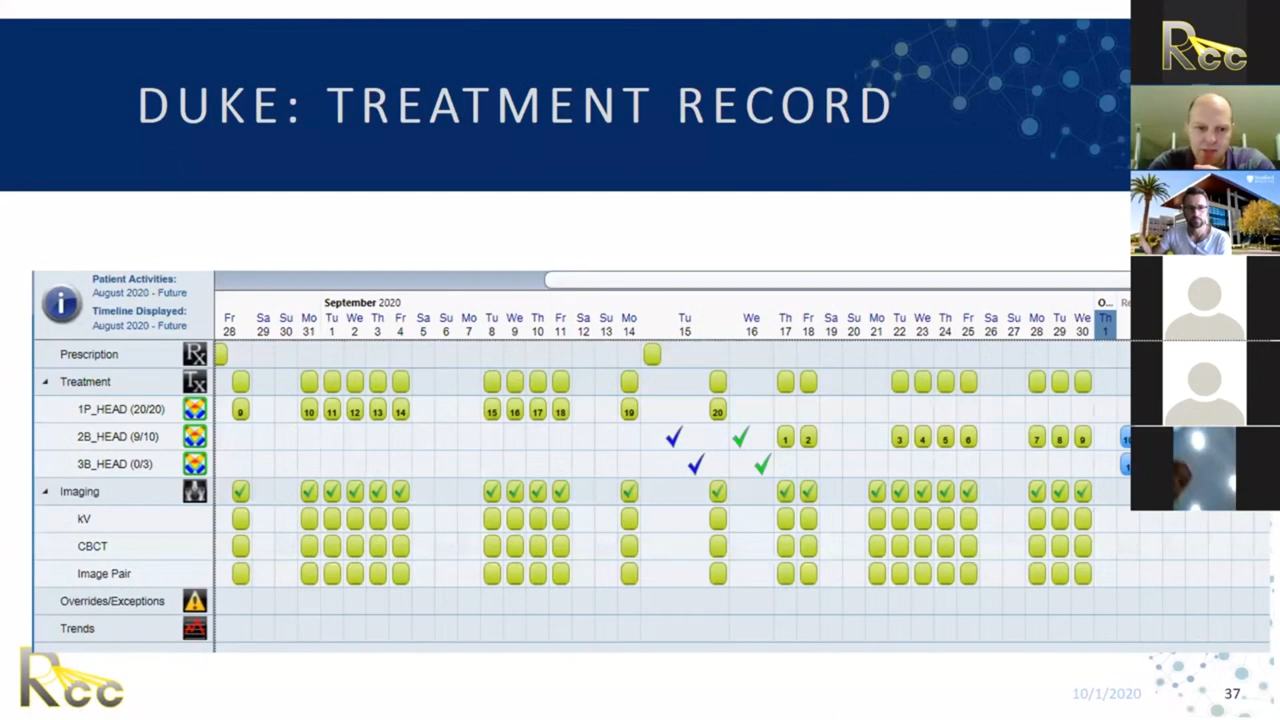 DUKE: TREATMENT RECORD
Rcc
Patient Activities:
August 2020 - Future
Timeline Displayed:
August 2020 - Future
September 2020 O...
Fr Sa Su Mo Tu We Th Fr Sa Su Mo Tu We Th Fr Sa Su Mo Tu We Th Fr Sa Su Mo Tu We Th Fr Sa Su Mo Tu We Th
28 29 30 31 1 2 3 4 5 6 7 8 9 10 11 12 13 14 15 16 17 18 19 20 21 22 23 24 25 26 27 28 29 30 1
Prescription Rx
Treatment Tx
1P_HEAD (20/20) 9 10 11 12 13 14 15 16 17 18 19 20
2B_HEAD (9/10) 1 2 3 4 5 6 7 8 9
3B_HEAD (0/3)
Imaging
kV
CBCT
Image Pair
Overrides/Exceptions
Trends
Rcc
10/1/2020 37